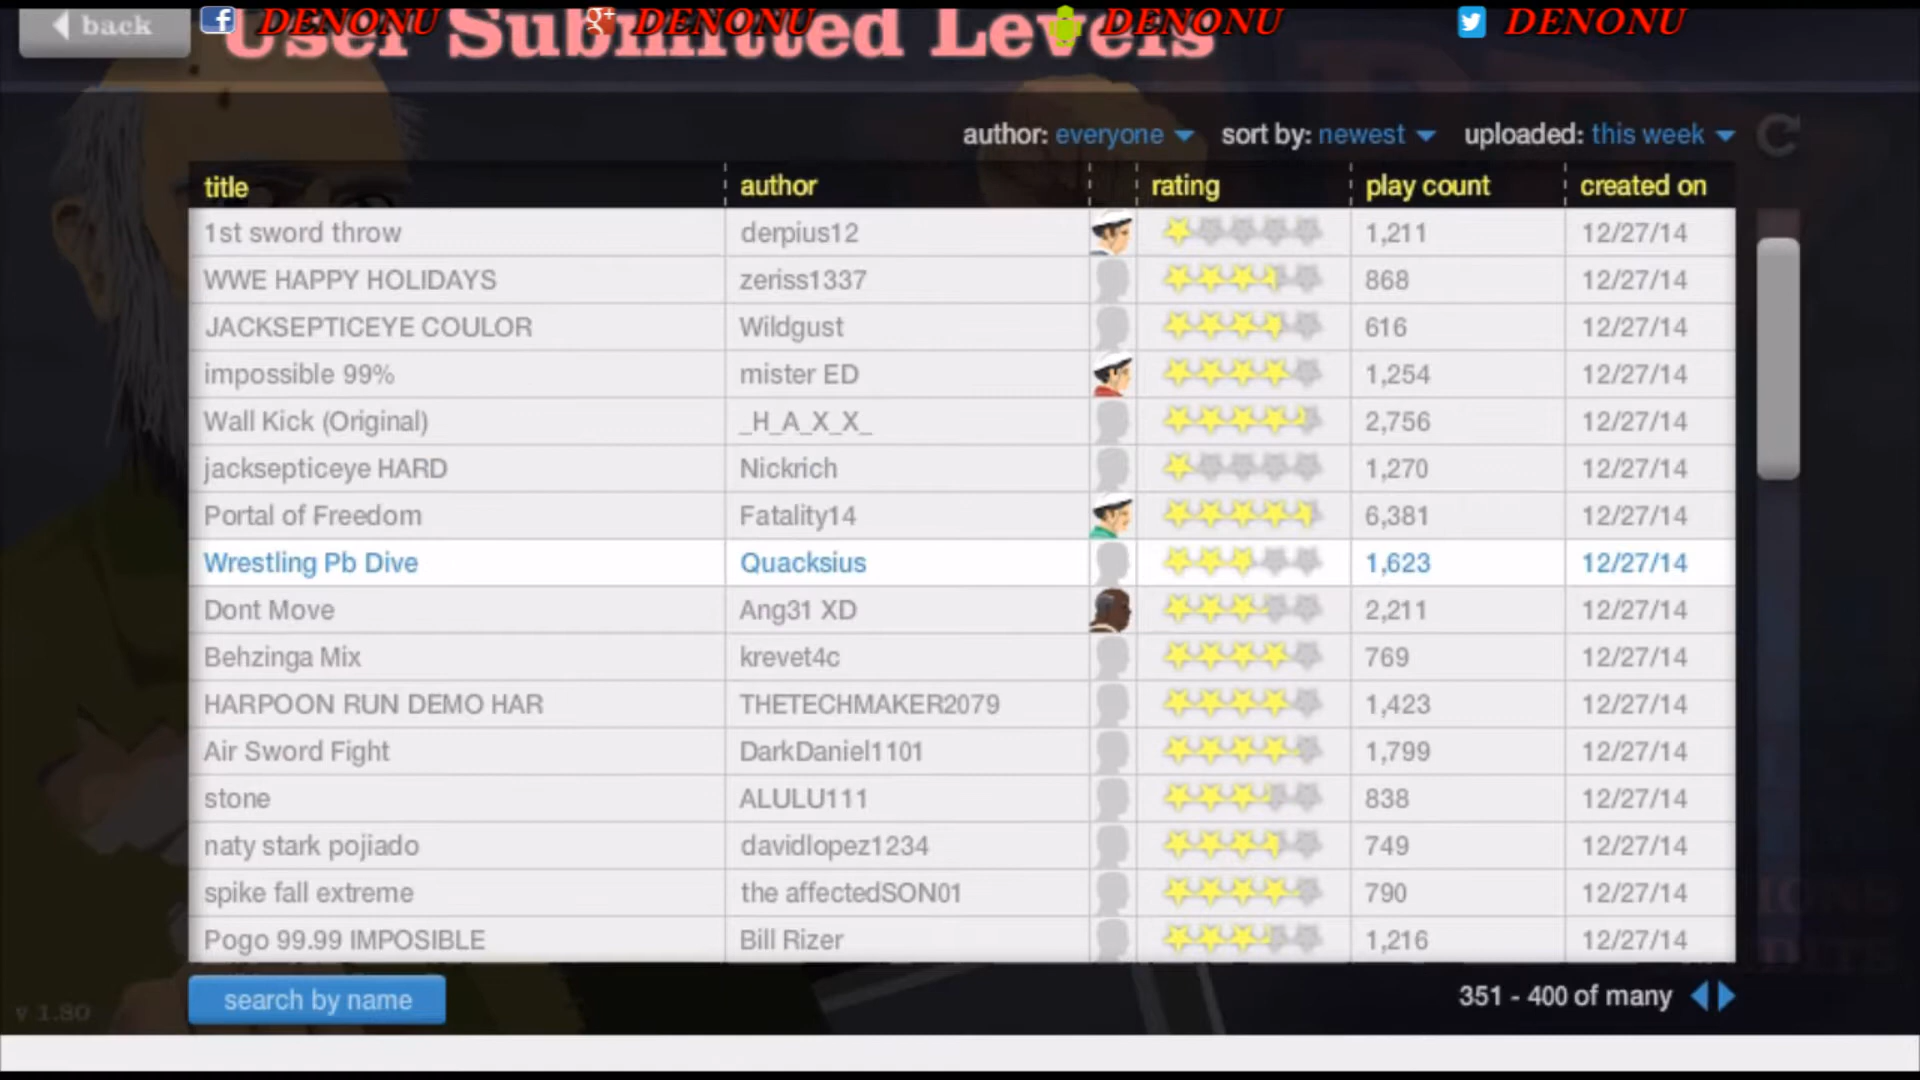 back
DENONU DENONU DENONU DENONU
User Submitted Levels
author: everyone sort by: newest uploaded: this week
title author rating play count created on
1st sword throw derpius12 1,211 12/27/14
WWE HAPPY HOLIDAYS zeriss1337 868 12/27/14
JACKSEPTICEYE COULOR Wildgust 616 12/27/14
impossible 99% mister ED 1,254 12/27/14
Wall Kick (Original) _H_A_X_X_ 2,756 12/27/14
jacksepticeye HARD Nickrich 1,270 12/27/14
Portal of Freedom Fatality14 6,381 12/27/14
Wrestling Pb Dive Quacksius 1,623 12/27/14
Dont Move Ang31 XD 2,211 12/27/14
Behzinga Mix krevet4c 769 12/27/14
HARPOON RUN DEMO HAR THETECHMAKER2079 1,423 12/27/14
Air Sword Fight DarkDaniel1101 1,799 12/27/14
stone ALULU111 838 12/27/14
naty stark pojiado davidlopez1234 749 12/27/14
spike fall extreme the affectedSON01 790 12/27/14
Pogo 99.99 IMPOSIBLE Bill Rizer 1,216 12/27/14
search by name 351 - 400 of many
v 1.80